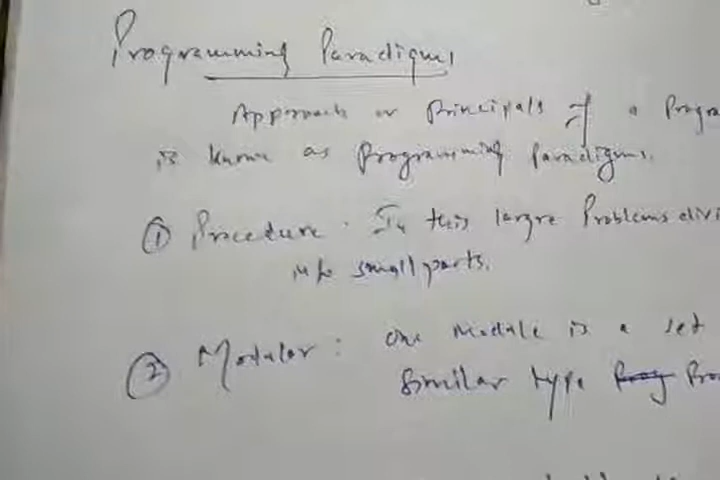 Programming Paradigms
Approach or Principals of a Progra
is known as Programming Paradigms.
① Procedure. In this large Problems divi
into small parts.
② Modular: one Module is a set
Similar type Prog Pro